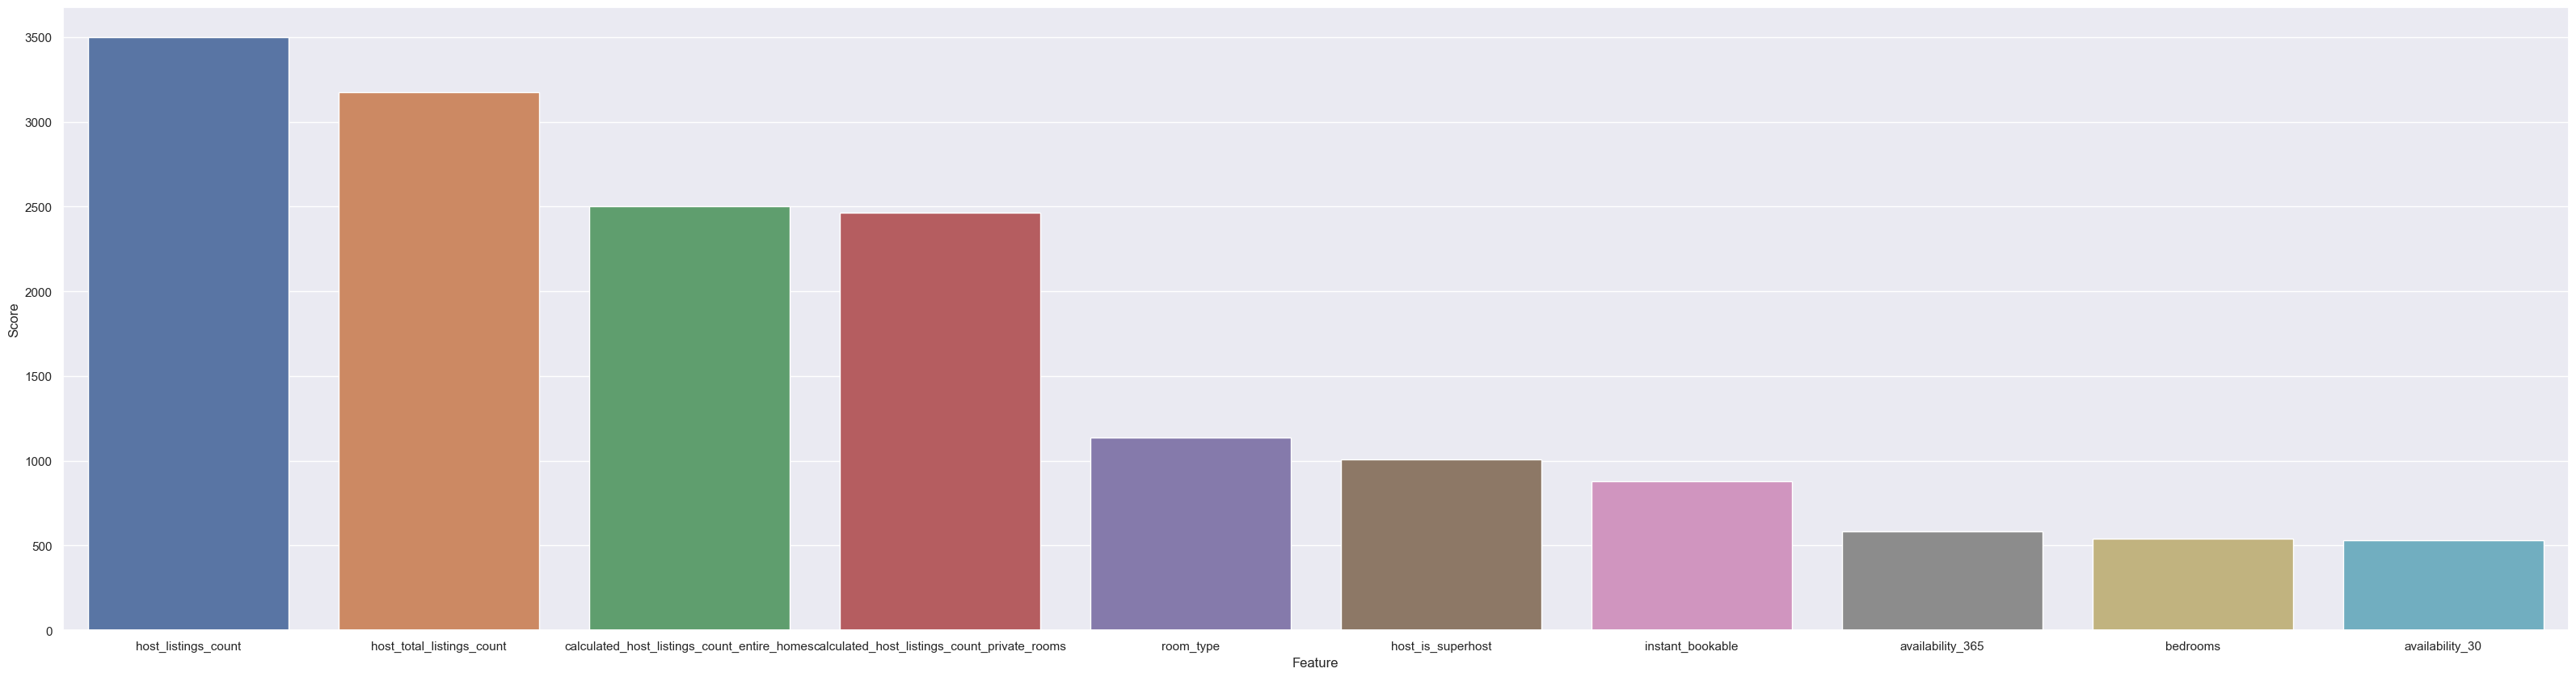 3500
3000
2500
2000
1500
1000
500
0
Score
host_listings_count
host_total_listings_count
calculated_host_listings_count_entire_homes
calculated_host_listings_count_private_rooms
room_type
host_is_superhost
instant_bookable
availability_365
bedrooms
availability_30
Feature